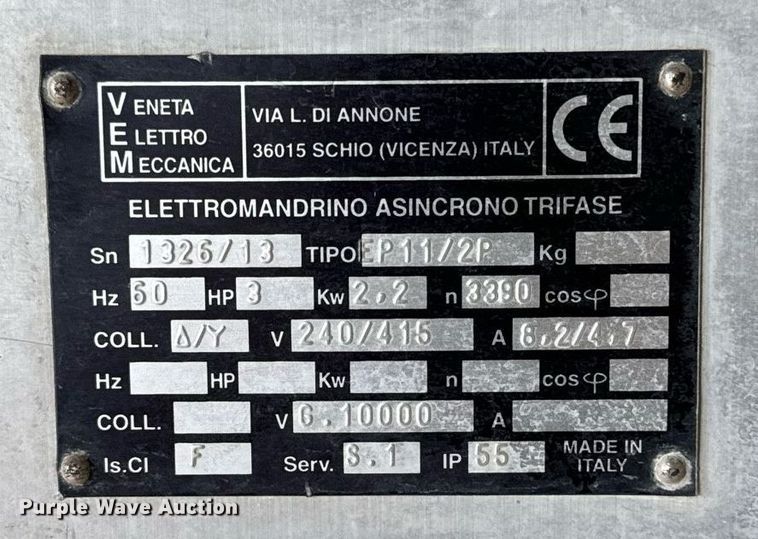 VENETA
ELETTRO
MECCANICA
VIA L. DI ANNONE
36015 SCHIO (VICENZA) ITALY
CE
ELETTROMANDRINO ASINCRONO TRIFASE
Sn 1326/13 TIPO EP11/2P Kg
Hz 60 HP 3 Kw 2,2 n 3390 cosφ
COLL. Δ/Y V 240/415 A 8,2/4,7
Hz HP Kw n cosφ
COLL. V G.10000 A
Is.Cl F Serv. S.1 IP 55 MADE IN ITALY
Purple Wave Auction